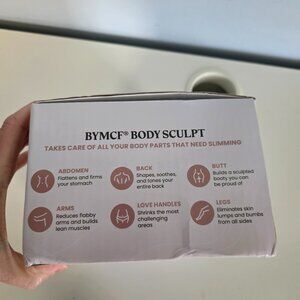 BYMCF® BODY SCULPT
TAKES CARE OF ALL YOUR BODY PARTS THAT NEED SLIMMING
ABDOMEN
Flattens and firms
your stomach
BACK
Shapes, soothes,
and tones your
entire back
BUTT
Builds a sculpted
booty you can
be proud of
ARMS
Reduces flabby
arms and builds
lean muscles
LOVE HANDLES
Shrinks the most
challenging
areas
LEGS
Eliminates skin
lumps and bumbs
from all sides